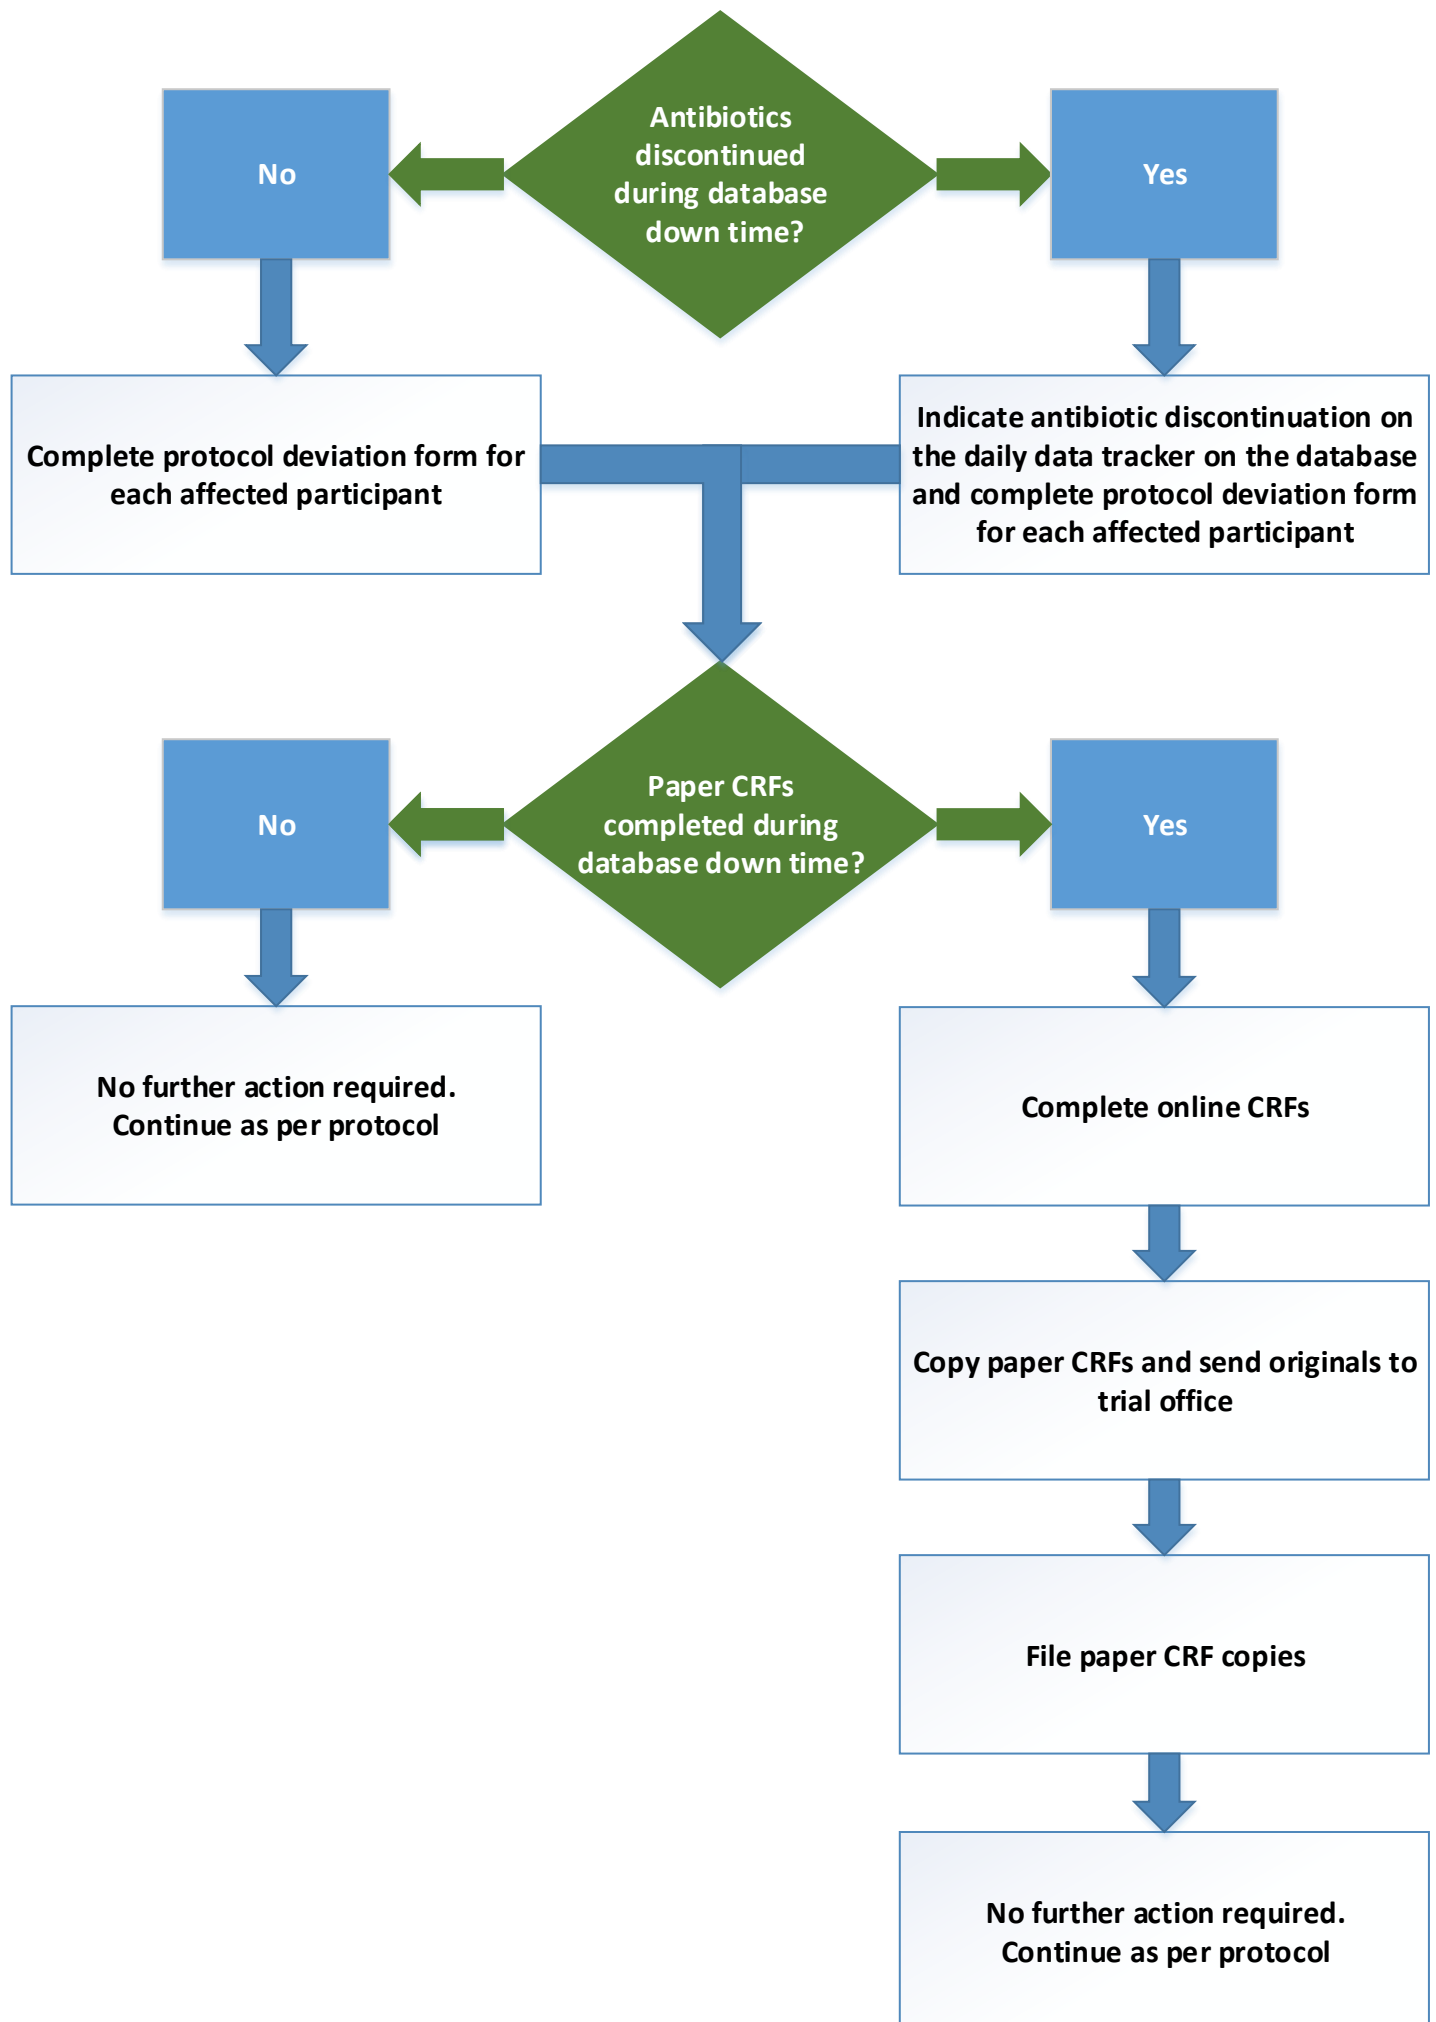 Antibiotics
discontinued
during database
down time?
No
Yes
Complete protocol deviation form for
each affected participant
Indicate antibiotic discontinuation on
the daily data tracker on the database
and complete protocol deviation form
for each affected participant
Paper CRFs
completed during
database down time?
No
Yes
No further action required.
Continue as per protocol
Complete online CRFs
Copy paper CRFs and send originals to
trial office
File paper CRF copies
No further action required.
Continue as per protocol